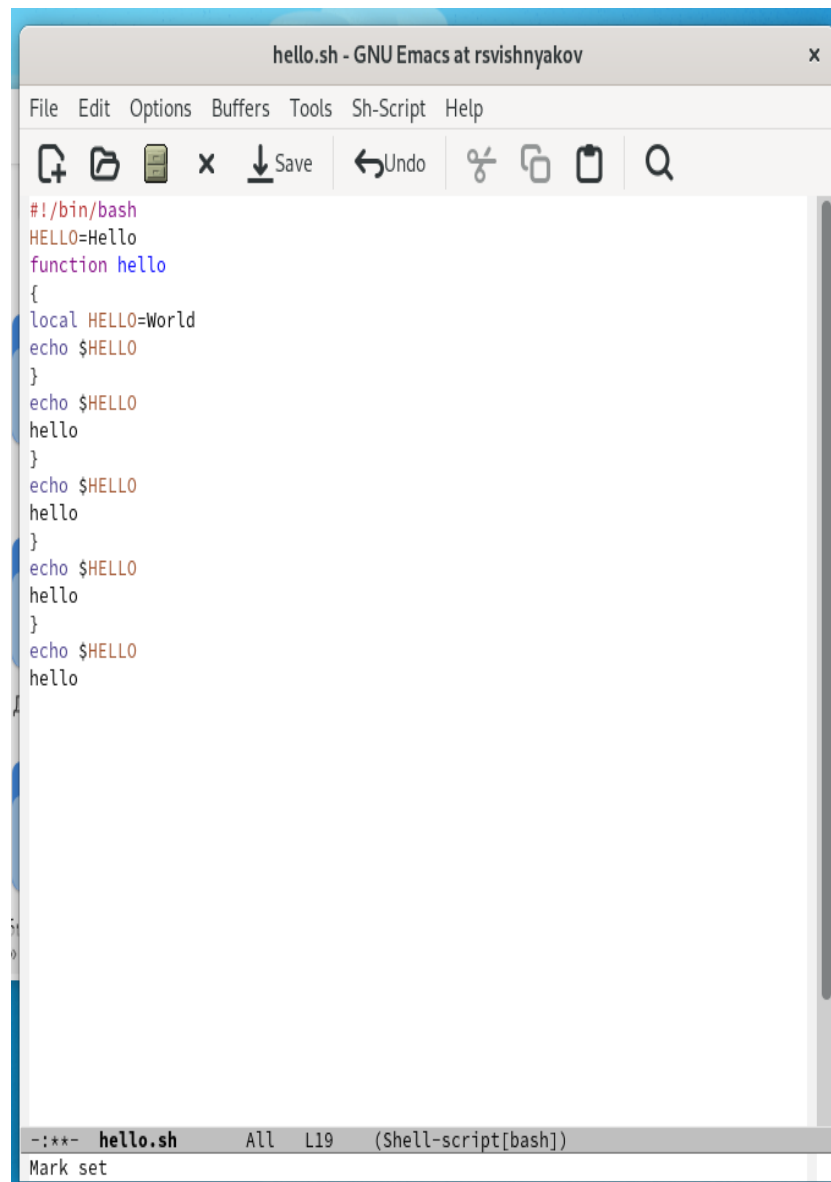 hello.sh - GNU Emacs at rsvishnyakov x
File Edit Options Buffers Tools Sh-Script Help
Save Undo
#!/bin/bash
HELLO=Hello
function hello
{
local HELLO=World
echo $HELLO
}
echo $HELLO
hello
}
echo $HELLO
hello
}
echo $HELLO
hello
}
echo $HELLO
hello
-:**- hello.sh All L19 (Shell-script[bash])
Mark set